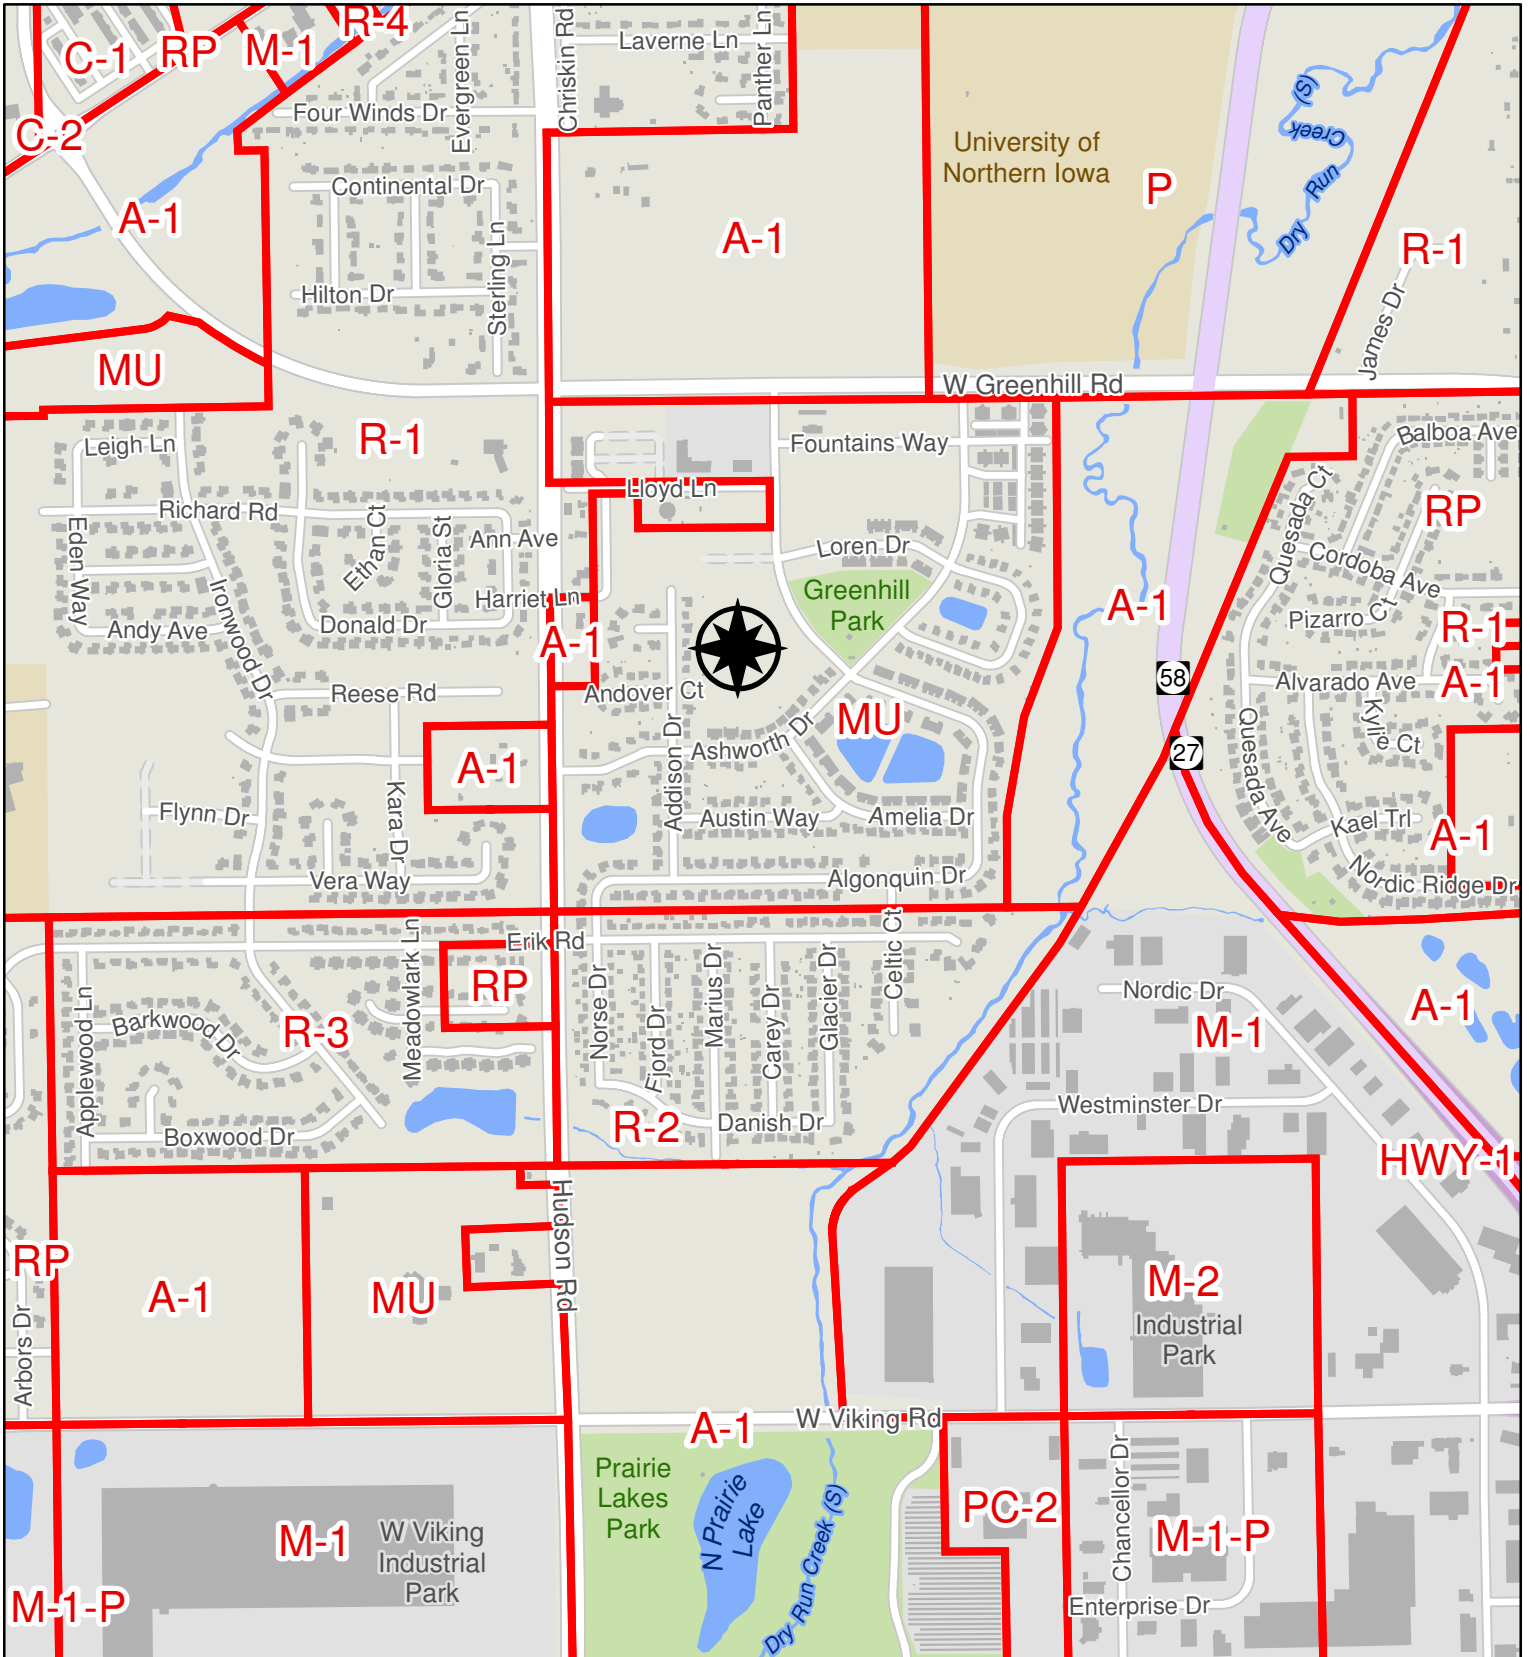 R-4
C-1
RP
M-1
Evergreen Ln
Chriskin Rd
Laverne Ln
Panther Ln
Four Winds Dr
C-2
University of
Northern Iowa
P
Dry Run Creek (S)
Continental Dr
A-1
A-1
R-1
Sterling Ln
Hilton Dr
James Dr
MU
W Greenhill Rd
R-1
Leigh Ln
Fountains Way
Balboa Ave
Richard Rd
Lloyd Ln
RP
Quesada Ct
Eden Way
Ethan Ct
Gloria St
Ann Ave
Loren Dr
Cordoba Ave
Ironwood Dr
Harriet Ln
Greenhill
Park
A-1
Pizarro Ct
R-1
Andy Ave
Donald Dr
A-1
58
Alvarado Ave
A-1
Reese Rd
Andover Ct
MU
Kylie Ct
Addison Dr
Ashworth Dr
27
Quesada Ave
A-1
Flynn Dr
Kara Dr
Austin Way
Amelia Dr
Kael Trl
A-1
Vera Way
Algonquin Dr
Nordic Ridge Dr
Meadowlark Ln
Erik Rd
Celtic Ct
RP
Norse Dr
Fjord Dr
Marius Dr
Carey Dr
Glacier Dr
Nordic Dr
A-1
Applewood Ln
Barkwood Dr
R-3
M-1
Westminster Dr
Boxwood Dr
R-2
Danish Dr
HWY-1
Hudson Rd
RP
A-1
MU
M-2
Industrial
Park
Arbors Dr
W Viking Rd
A-1
Prairie
Lakes
Park
N Prairie
Lake
Dry Run Creek (S)
PC-2
Chancellor Dr
M-1-P
M-1
W Viking
Industrial
Park
M-1-P
Enterprise Dr